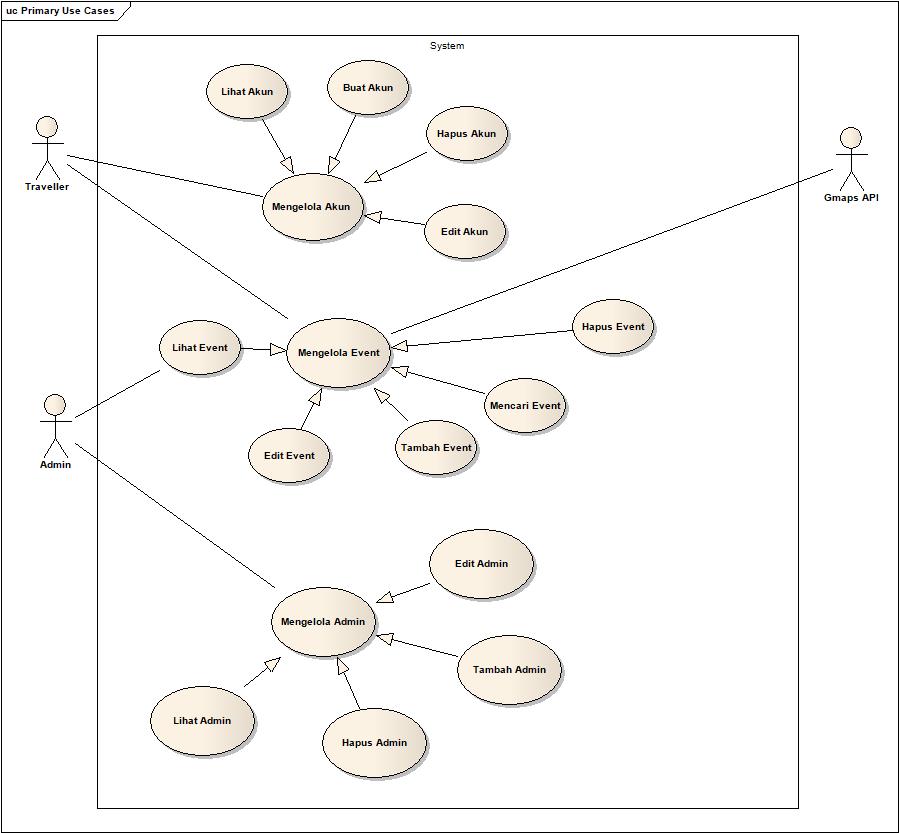 uc Primary Use Cases
System
Lihat Akun
Buat Akun
Hapus Akun
Traveller
Gmaps API
Mengelola Akun
Edit Akun
Hapus Event
Lihat Event
Mengelola Event
Mencari Event
Admin
Edit Event
Tambah Event
Edit Admin
Mengelola Admin
Tambah Admin
Lihat Admin
Hapus Admin